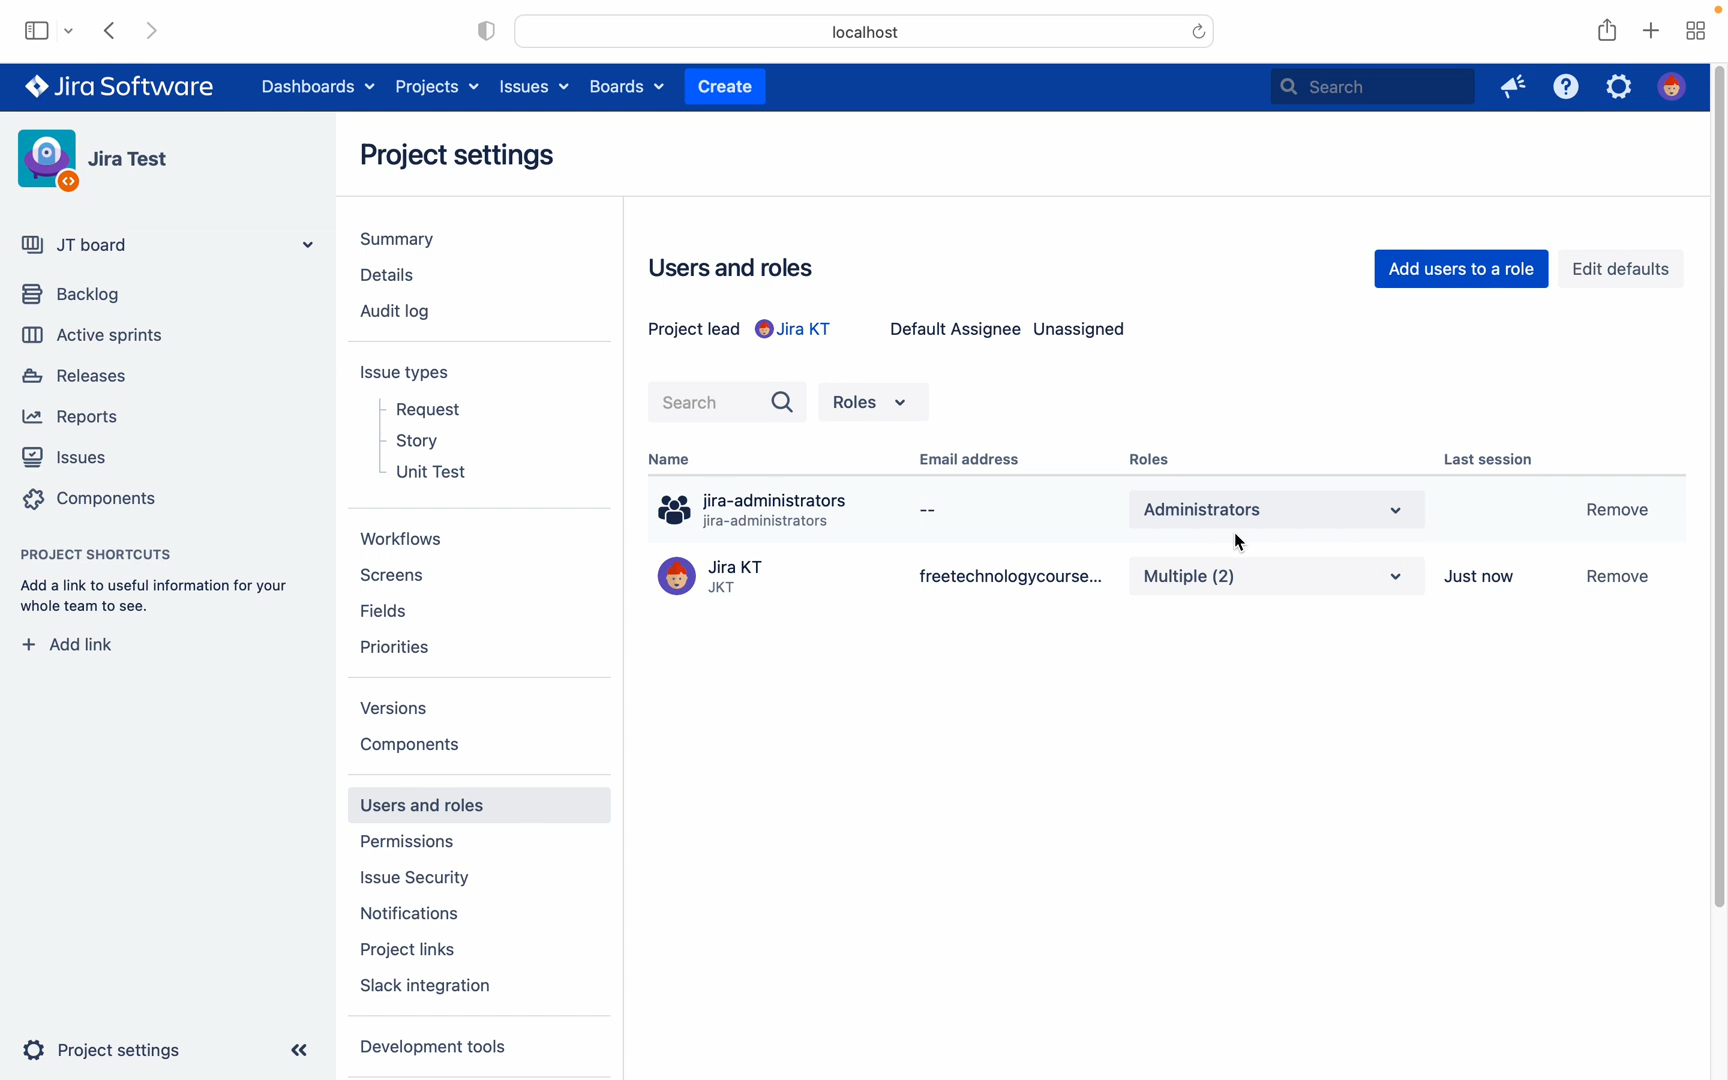 localhost
Jira Software
Dashboards
Projects
Issues
Boards
Create
Search
Jira Test
JT board
Backlog
Active sprints
Releases
Reports
Issues
Components
PROJECT SHORTCUTS
Add a link to useful information for your
whole team to see.
+ Add link
Project settings
Project settings
Summary
Details
Audit log
Issue types
Request
Story
Unit Test
Workflows
Screens
Fields
Priorities
Versions
Components
Users and roles
Permissions
Issue Security
Notifications
Project links
Slack integration
Development tools
Users and roles
Add users to a role
Edit defaults
Project lead Jira KT Default Assignee Unassigned
Search
Roles
Name Email address Roles Last session
jira-administrators
jira-administrators
--
Administrators
Remove
Jira KT
JKT
freetechnologycourse...
Multiple (2)
Just now
Remove